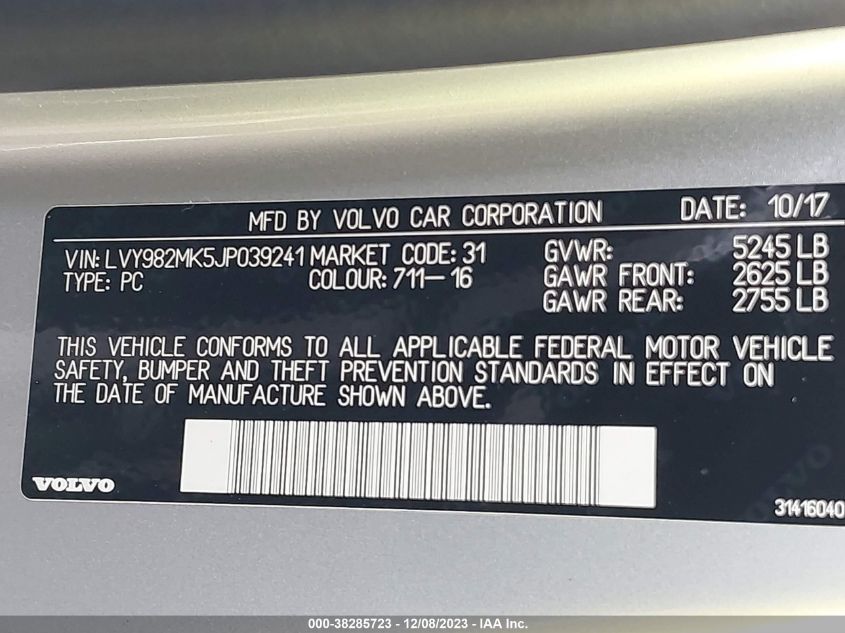 MFD BY VOLVO CAR CORPORATION DATE: 10/17
VIN: LVY982MK5JP039241 MARKET CODE: 31 GVWR: 5245 LB
TYPE: PC COLOUR: 711-16 GAWR FRONT: 2625 LB
GAWR REAR: 2755 LB
THIS VEHICLE CONFORMS TO ALL APPLICABLE FEDERAL MOTOR VEHICLE
SAFETY, BUMPER AND THEFT PREVENTION STANDARDS IN EFFECT ON
THE DATE OF MANUFACTURE SHOWN ABOVE.
VOLVO
31416040
000-38285723 - 12/08/2023 - IAA Inc.